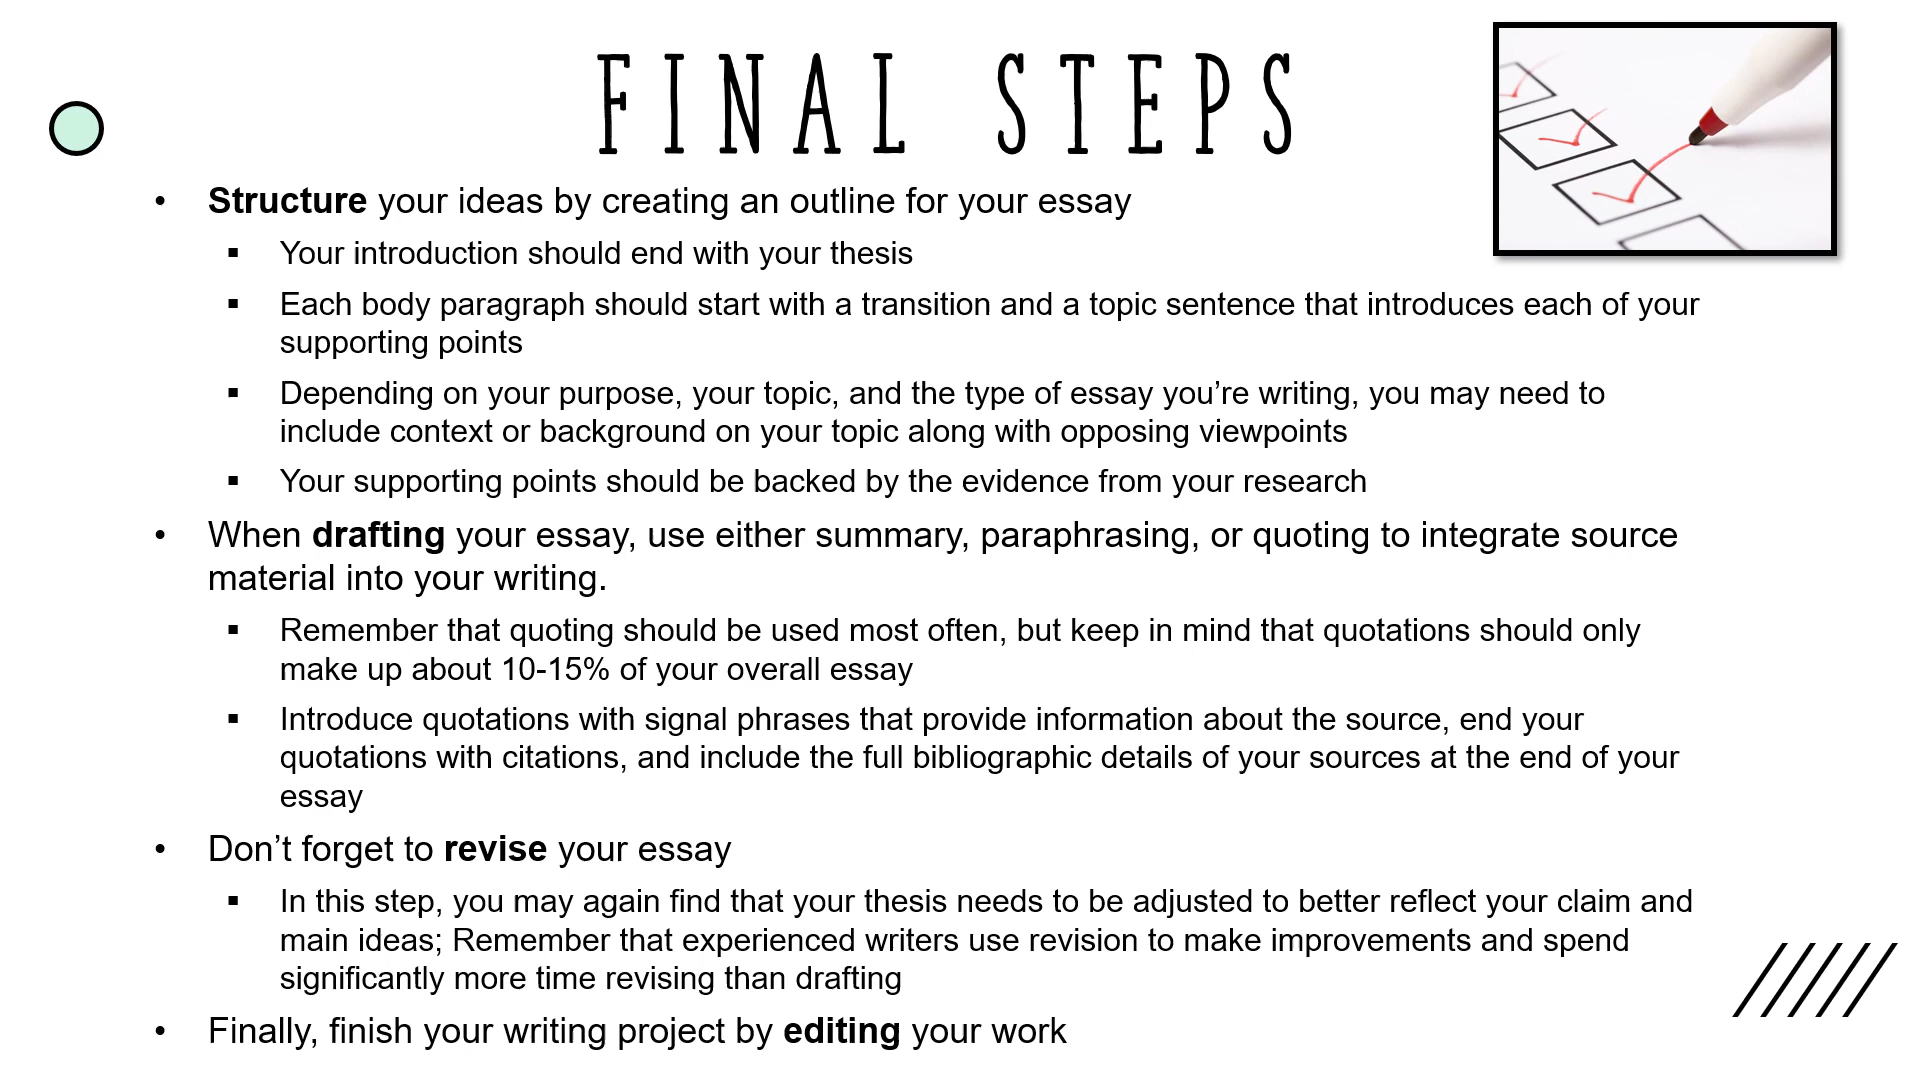 FINAL STEPS
• Structure your ideas by creating an outline for your essay
▪ Your introduction should end with your thesis
▪ Each body paragraph should start with a transition and a topic sentence that introduces each of your
supporting points
▪ Depending on your purpose, your topic, and the type of essay you’re writing, you may need to
include context or background on your topic along with opposing viewpoints
▪ Your supporting points should be backed by the evidence from your research
• When drafting your essay, use either summary, paraphrasing, or quoting to integrate source
material into your writing.
▪ Remember that quoting should be used most often, but keep in mind that quotations should only
make up about 10-15% of your overall essay
▪ Introduce quotations with signal phrases that provide information about the source, end your
quotations with citations, and include the full bibliographic details of your sources at the end of your
essay
• Don’t forget to revise your essay
▪ In this step, you may again find that your thesis needs to be adjusted to better reflect your claim and
main ideas; Remember that experienced writers use revision to make improvements and spend
significantly more time revising than drafting
• Finally, finish your writing project by editing your work